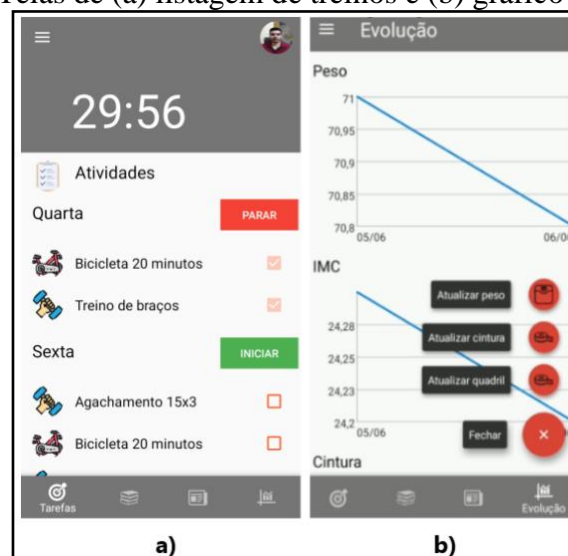 Telas de (a) listagem de treinos e (b) gráfico
29:56
Atividades
Quarta
PARAR
Bicicleta 20 minutos
Treino de braços
Sexta
INICIAR
Agachamento 15x3
Bicicleta 20 minutos
Tarefas
a)
Evolução
Peso
71
70,95
70,9
70,85
70,8
05/06
06/0
IMC
24,28
24,25
24,23
24,2
05/06
Atualizar peso
Atualizar cintura
Atualizar quadril
Fechar
Cintura
Evolução
b)